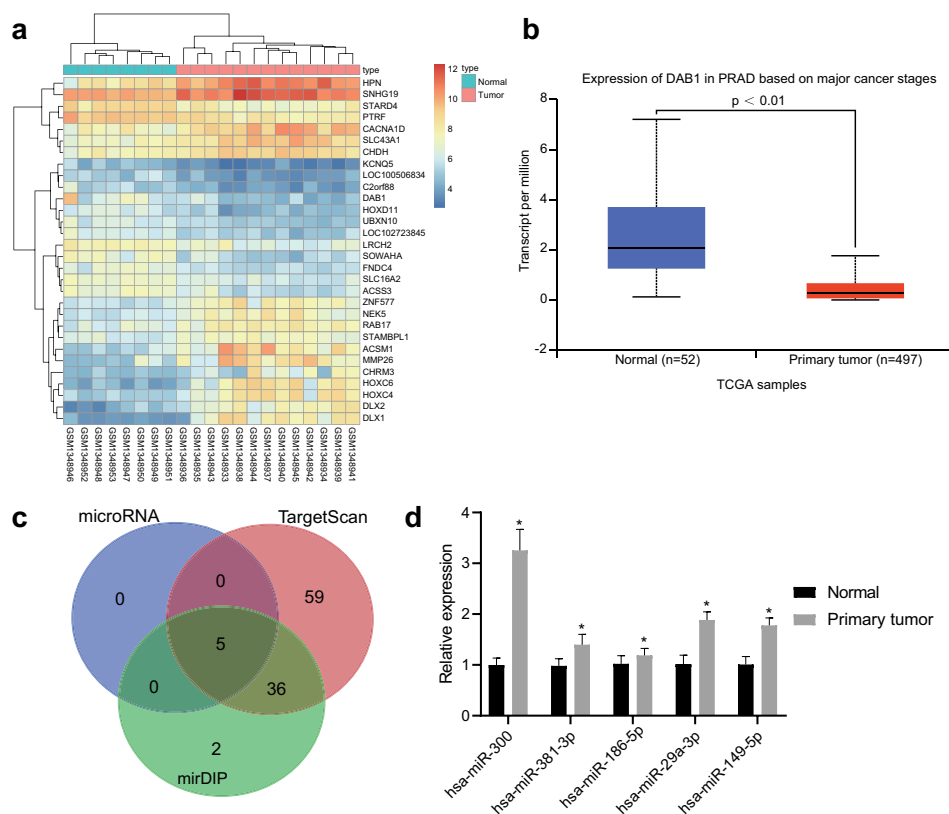 a
type
Normal
Tumor
type
12
10
8
6
4
HPN
SNHG19
STARD4
PTRF
CACNA1D
SLC43A1
CHDH
KCNQ5
LOC100506834
C2orf88
DAB1
HOXD11
UBXN10
LOC102723845
LRCH2
SOWAHA
FNDC4
SLC16A2
ACSS3
ZNF577
NEK5
RAB17
STAMBPL1
ACSM1
MMP26
CHRM3
HOXC6
HOXC4
DLX2
DLX1
GSM1348946
GSM1348952
GSM1348948
GSM1348953
GSM1348947
GSM1348950
GSM1348949
GSM1348951
GSM1348936
GSM1348935
GSM1348943
GSM1348933
GSM1348938
GSM1348944
GSM1348937
GSM1348940
GSM1348945
GSM1348942
GSM1348934
GSM1348939
GSM1348941
b
Expression of DAB1 in PRAD based on major cancer stages
p < 0.01
Transcript per million
8
6
4
2
0
-2
Normal (n=52)
Primary tumor (n=497)
TCGA samples
c
microRNA
TargetScan
0
0
59
5
0
36
2
mirDIP
d
Relative expression
4
3
2
1
0
*
*
*
*
*
Normal
Primary tumor
hsa-miR-300
hsa-miR-381-3p
hsa-miR-186-5p
hsa-miR-29a-3p
hsa-miR-149-5p